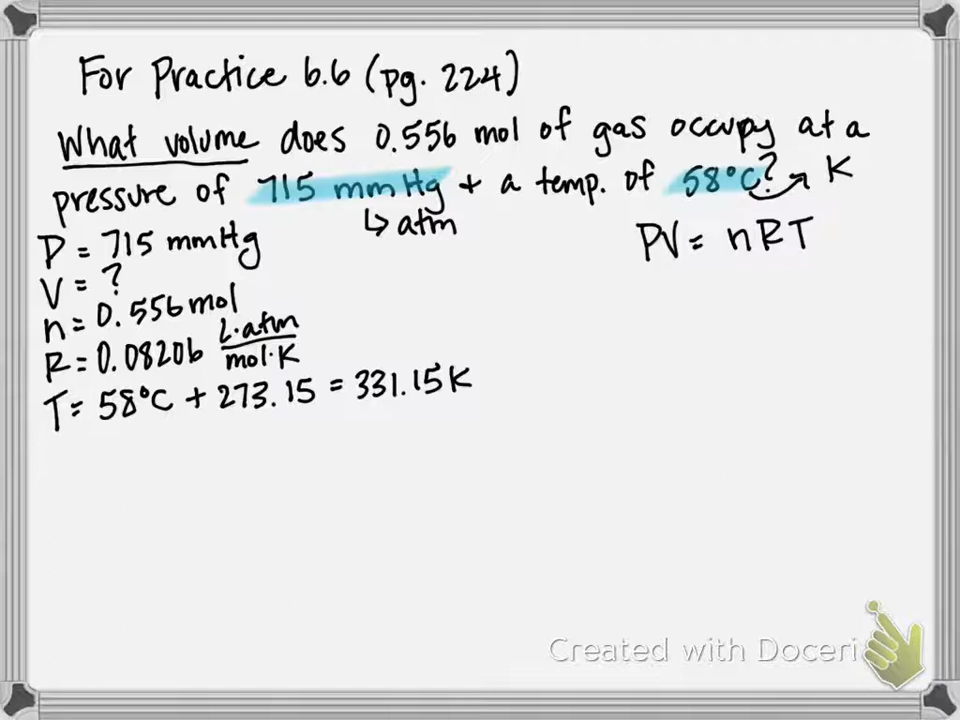 For Practice 6.6 (pg. 224)
What volume does 0.556 mol of gas occupy at a
pressure of 715 mmHg + a temp. of 58°C? → K
↳ atm
P = 715 mmHg
PV = nRT
V = ?
n = 0.556 mol
R = 0.08206 L·atm / mol·K
T = 58°C + 273.15 = 331.15 K
Created with Doceri